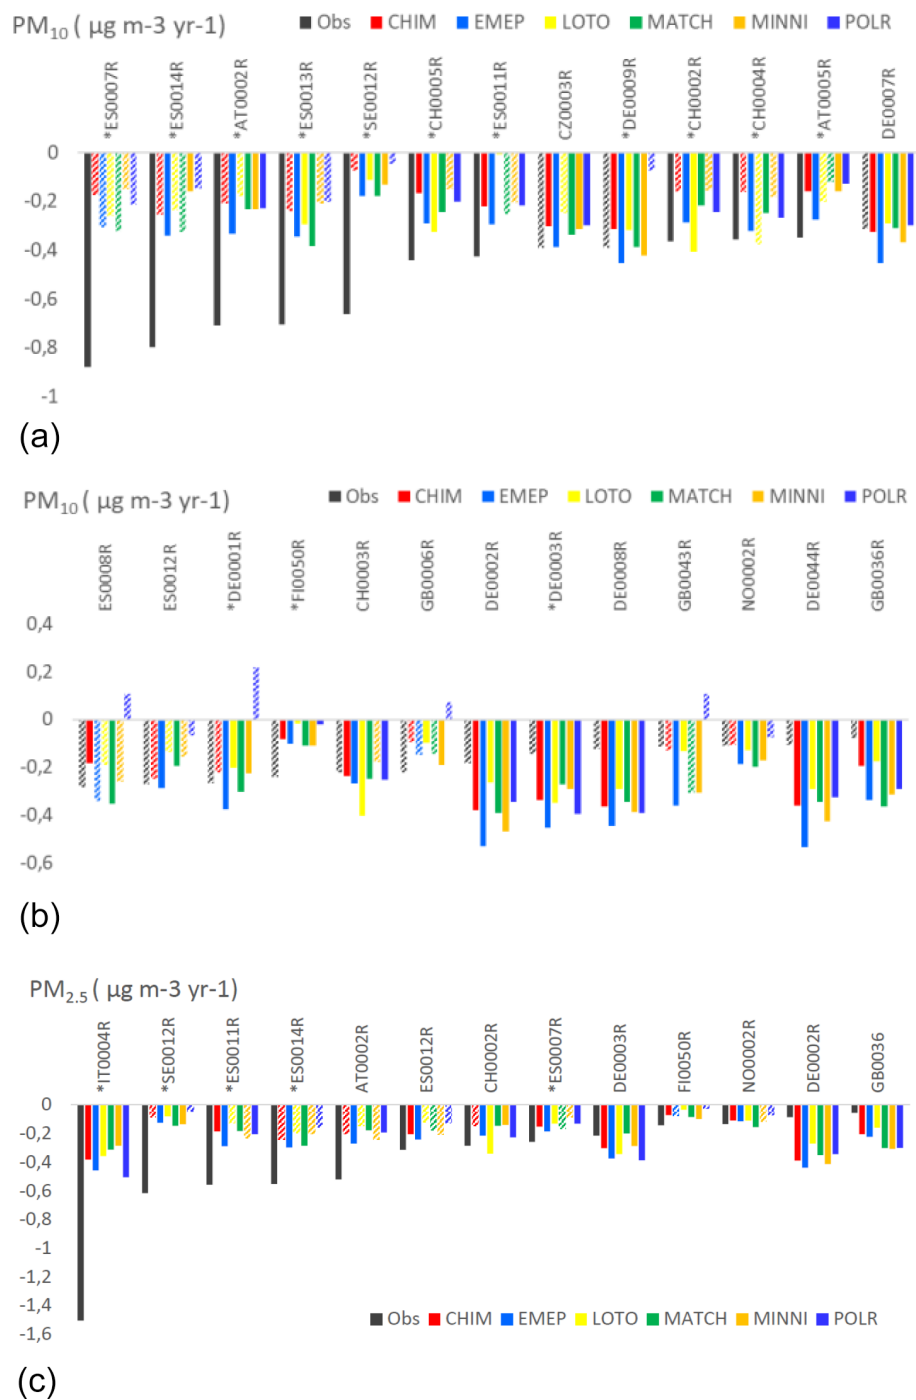 PM10 ( µg m-3 yr-1)
Obs CHIM EMEP LOTO MATCH MINNI POLR
*ES0007R *ES0014R *AT0002R *ES0013R *SE0012R *CH0005R *ES0011R CZ0003R *DE0009R *CH0002R *CH0004R *AT0005R DE0007R
0
-0,2
-0,4
-0,6
-0,8
-1
(a)
PM10 ( µg m-3 yr-1)
Obs CHIM EMEP LOTO MATCH MINNI POLR
ES0008R ES0012R *DE0001R *FI0050R CH0003R GB0006R DE0002R *DE0003R DE0008R GB0043R NO0002R DE0044R GB0036R
0,4
0,2
0
-0,2
-0,4
-0,6
(b)
PM2.5 ( µg m-3 yr-1)
*IT0004R *SE0012R *ES0011R *ES0014R AT0002R ES0012R CH0002R *ES0007R DE0003R FI0050R NO0002R DE0002R GB0036
0
-0,2
-0,4
-0,6
-0,8
-1
-1,2
-1,4
-1,6
Obs CHIM EMEP LOTO MATCH MINNI POLR
(c)